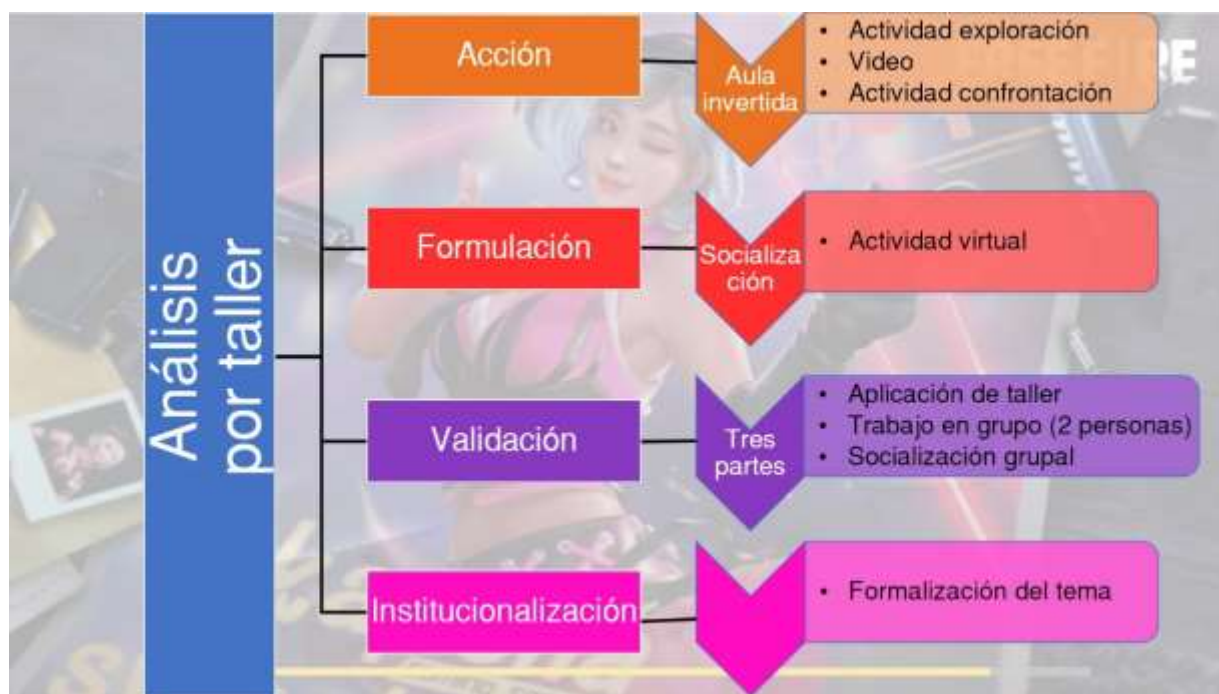 Análisis
por taller
Acción
Aula
invertida
• Actividad exploración
• Video
• Actividad confrontación
Formulación
Socializa
ción
• Actividad virtual
Validación
Tres
partes
• Aplicación de taller
• Trabajo en grupo (2 personas)
• Socialización grupal
Institucionalización
• Formalización del tema